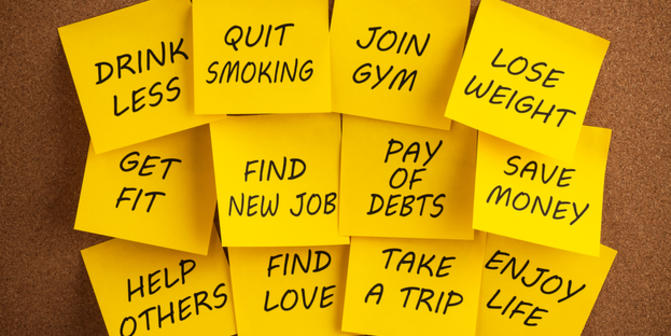 DRINK
LESS
QUIT
SMOKING
JOIN
GYM
LOSE
WEIGHT
GET
FIT
FIND
NEW JOB
PAY
OF
DEBTS
SAVE
MONEY
HELP
OTHERS
FIND
LOVE
TAKE
A TRIP
ENJOY
LIFE